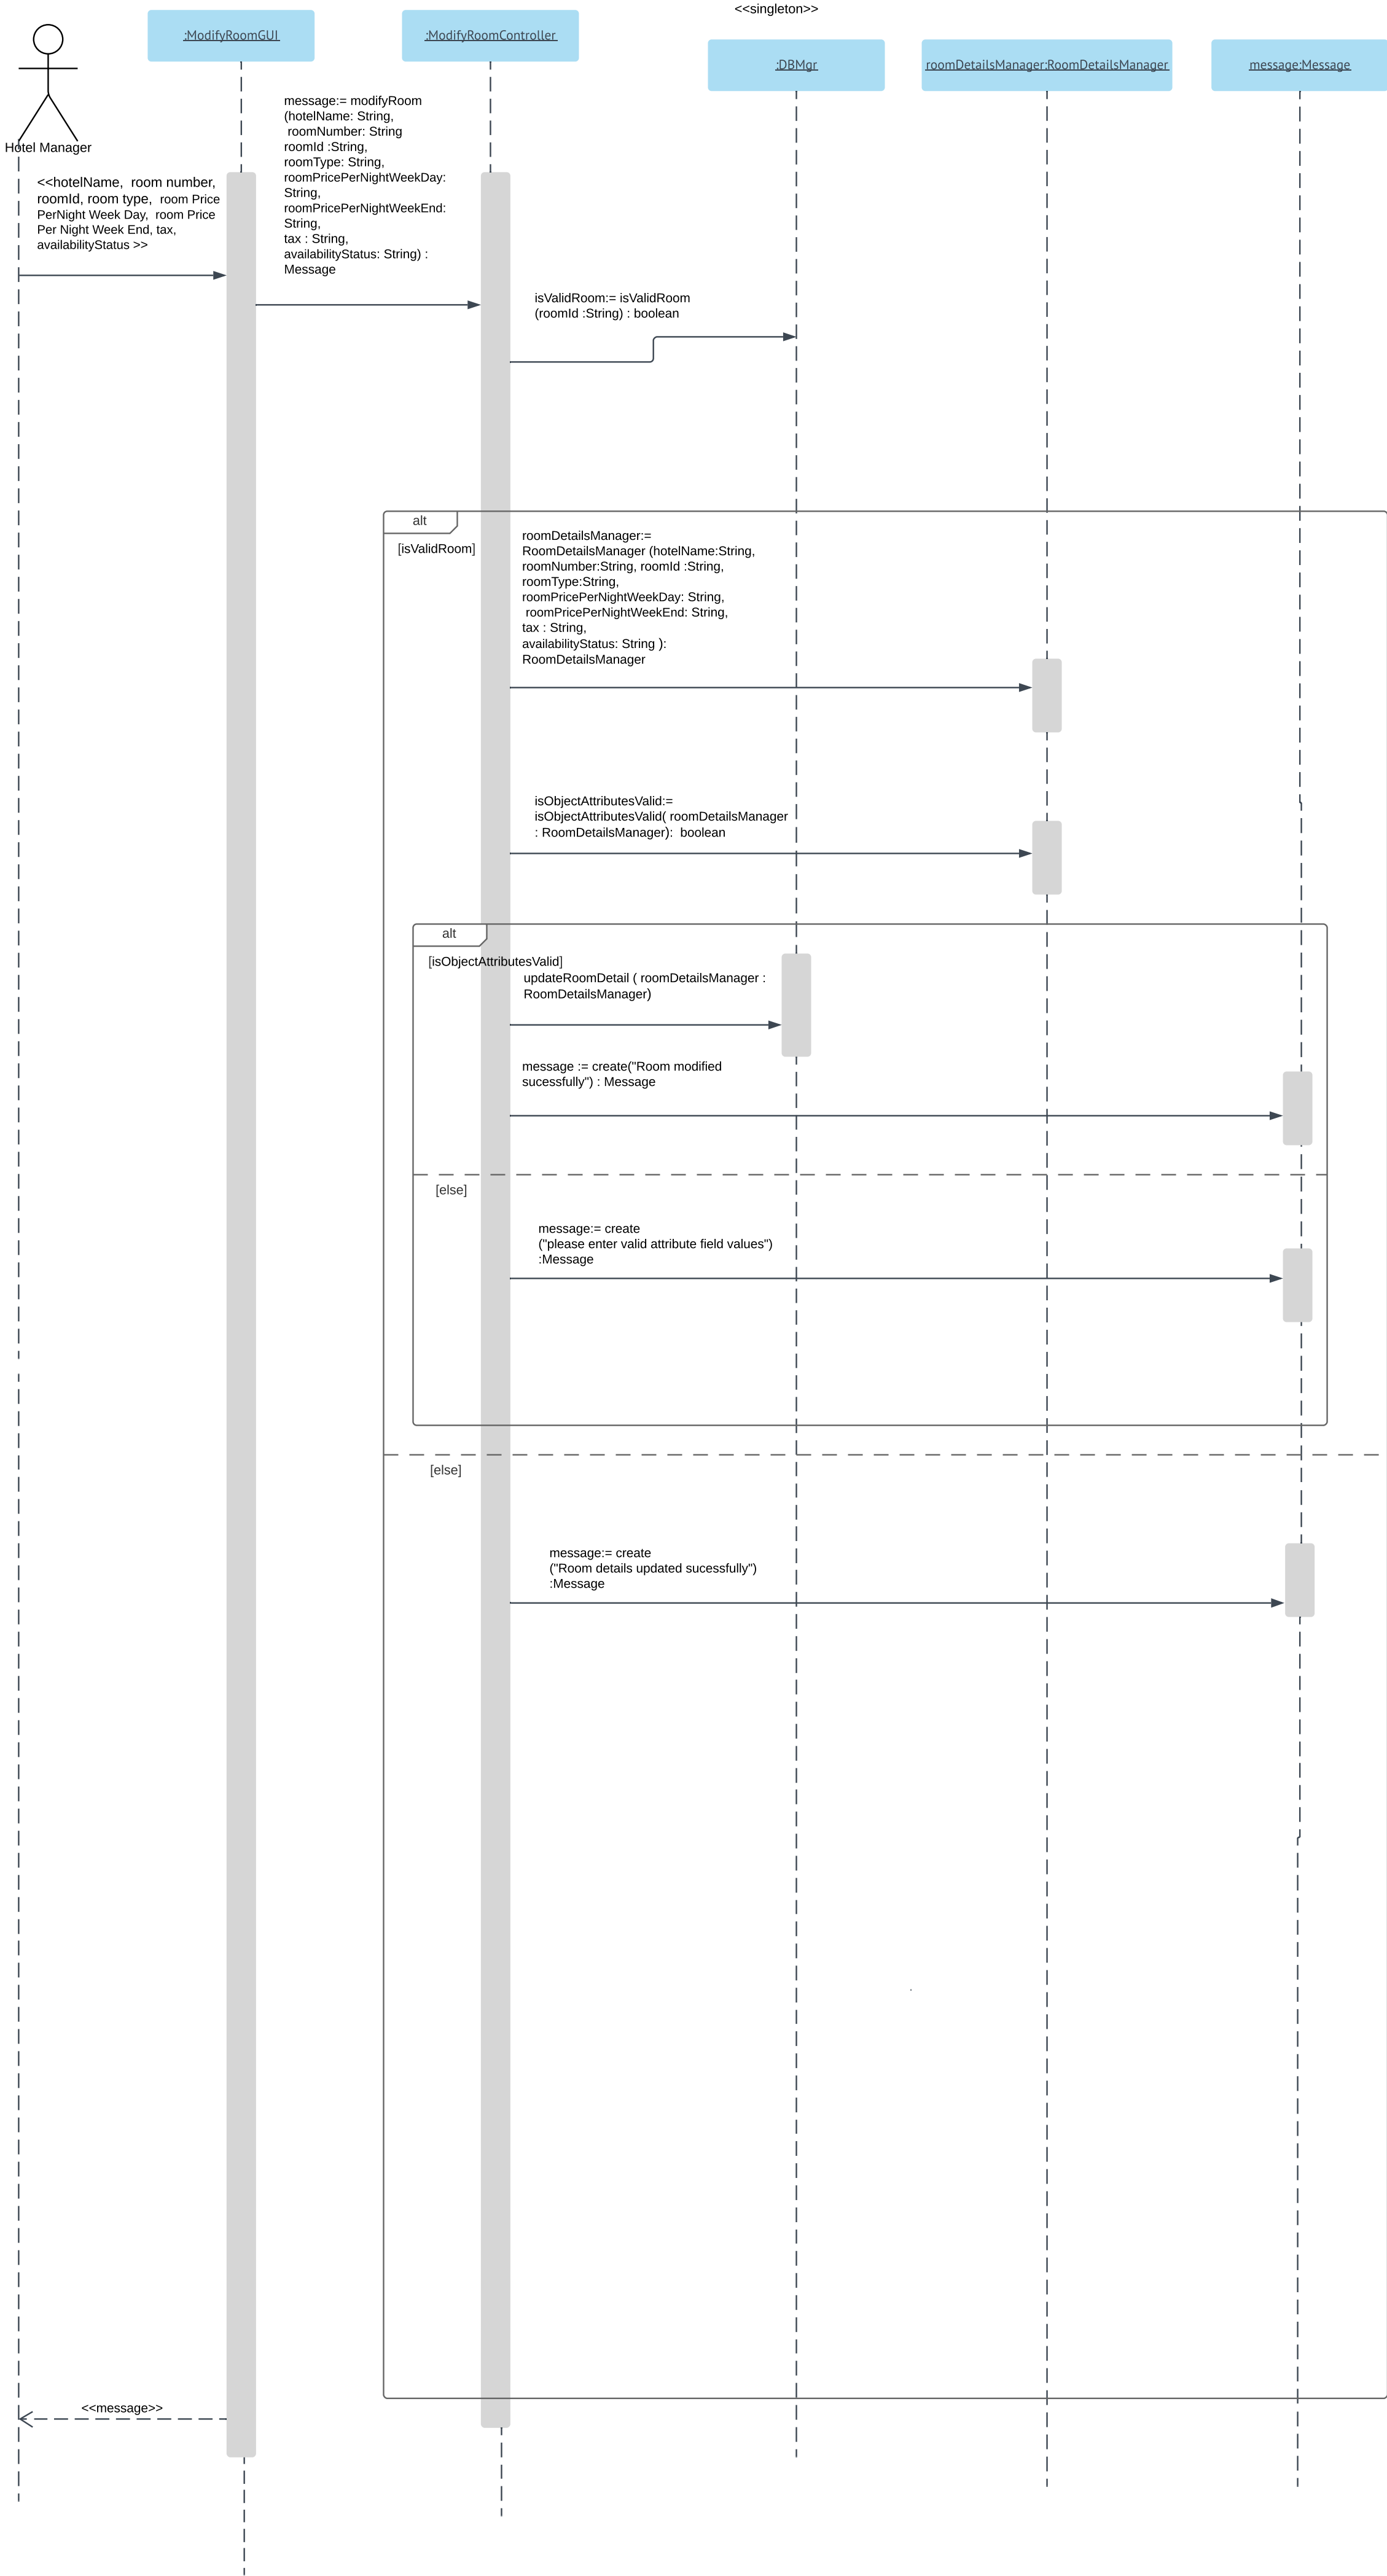 <<singleton>>
:ModifyRoomGUI
:ModifyRoomController
:DBMgr
roomDetailsManager:RoomDetailsManager
message:Message
Hotel Manager
<<hotelName,  room number,
roomId, room type,  room Price
PerNight Week Day,  room Price
Per Night Week End, tax,
availabilityStatus >>
message:= modifyRoom
(hotelName: String,
roomNumber: String
roomId :String,
roomType: String,
roomPricePerNightWeekDay:
String,
roomPricePerNightWeekEnd:
String,
tax : String,
availabilityStatus: String) :
Message
isValidRoom:= isValidRoom
(roomId :String) : boolean
alt
[isValidRoom]
roomDetailsManager:=
RoomDetailsManager (hotelName:String,
roomNumber:String, roomId :String,
roomType:String,
roomPricePerNightWeekDay: String,
roomPricePerNightWeekEnd: String,
tax : String,
availabilityStatus: String ):
RoomDetailsManager
isObjectAttributesValid:=
isObjectAttributesValid( roomDetailsManager
: RoomDetailsManager):  boolean
alt
[isObjectAttributesValid]
updateRoomDetail ( roomDetailsManager :
RoomDetailsManager)
message := create("Room modified
sucessfully") : Message
[else]
message:= create
("please enter valid attribute field values")
:Message
[else]
message:= create
("Room details updated sucessfully")
:Message
<<message>>